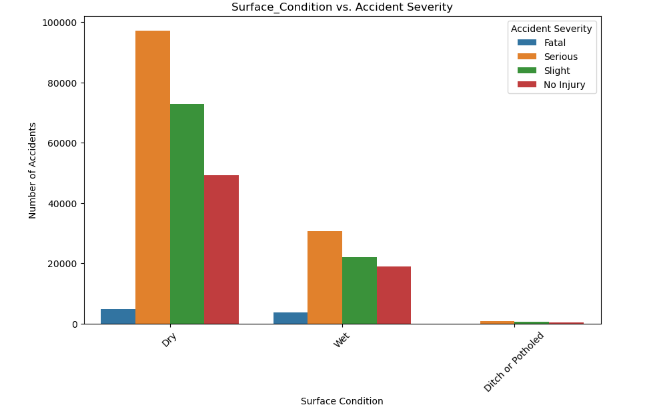 Surface_Condition vs. Accident Severity
Accident Severity
Fatal
Serious
Slight
No Injury
100000
80000
60000
40000
20000
0
Number of Accidents
Dry
Wet
Ditch or Potholed
Surface Condition